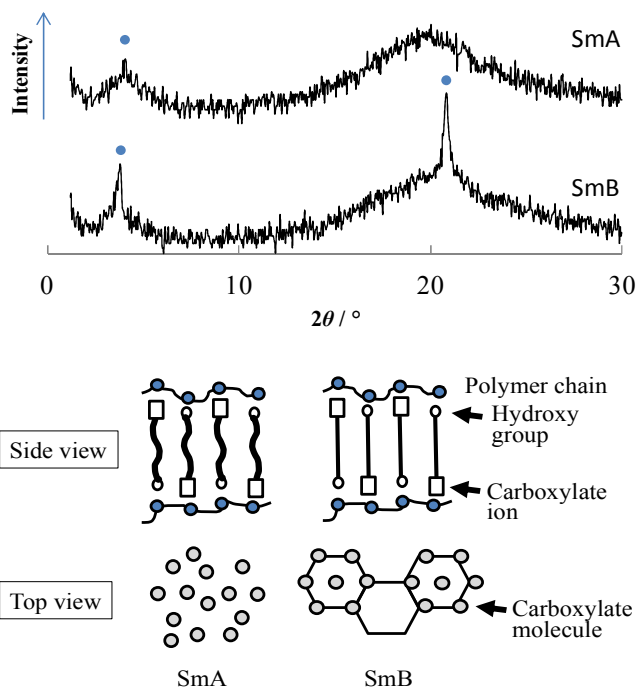 Intensity
SmA
SmB
0
10
20
30
2θ / °
Polymer chain
Hydroxy
group
Side view
Carboxylate
ion
Top view
Carboxylate
molecule
SmA
SmB